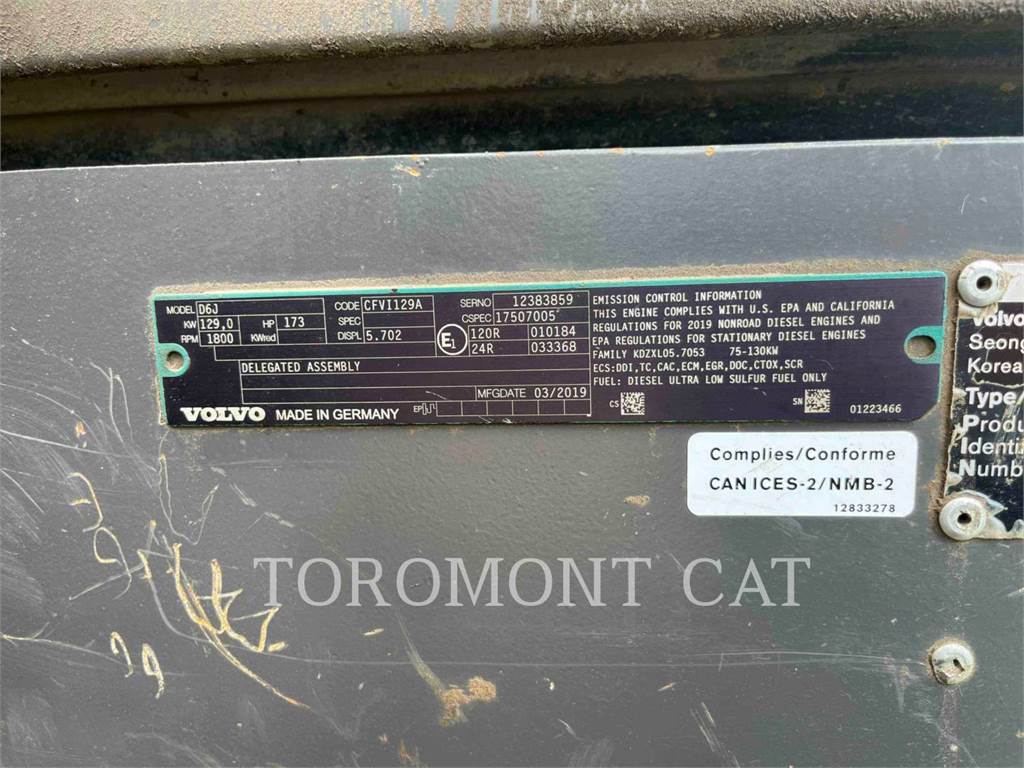 MODEL D6J CODE CFVI129A SERNO 12383859
KW 129,0 HP 173 SPEC CSPEC 17507005
RPM 1800 KWred DISPL 5.702 E1 120R 010184
24R 033368
DELEGATED ASSEMBLY
MFGDATE 03/2019
VOLVO MADE IN GERMANY EP
EMISSION CONTROL INFORMATION
THIS ENGINE COMPLIES WITH U.S. EPA AND CALIFORNIA
REGULATIONS FOR 2019 NONROAD DIESEL ENGINES AND
EPA REGULATIONS FOR STATIONARY DIESEL ENGINES
FAMILY KDZXL05.7053 75-130KW
ECS:DDI,TC,CAC,ECM,EGR,DOC,CTOX,SCR
FUEL: DIESEL ULTRA LOW SULFUR FUEL ONLY
CS SN 01223466
Complies/Conforme
CAN ICES-2/NMB-2
12833278
Volvo
Seong
Korea
Type/
Produ
Identi
Numb
TOROMONT CAT